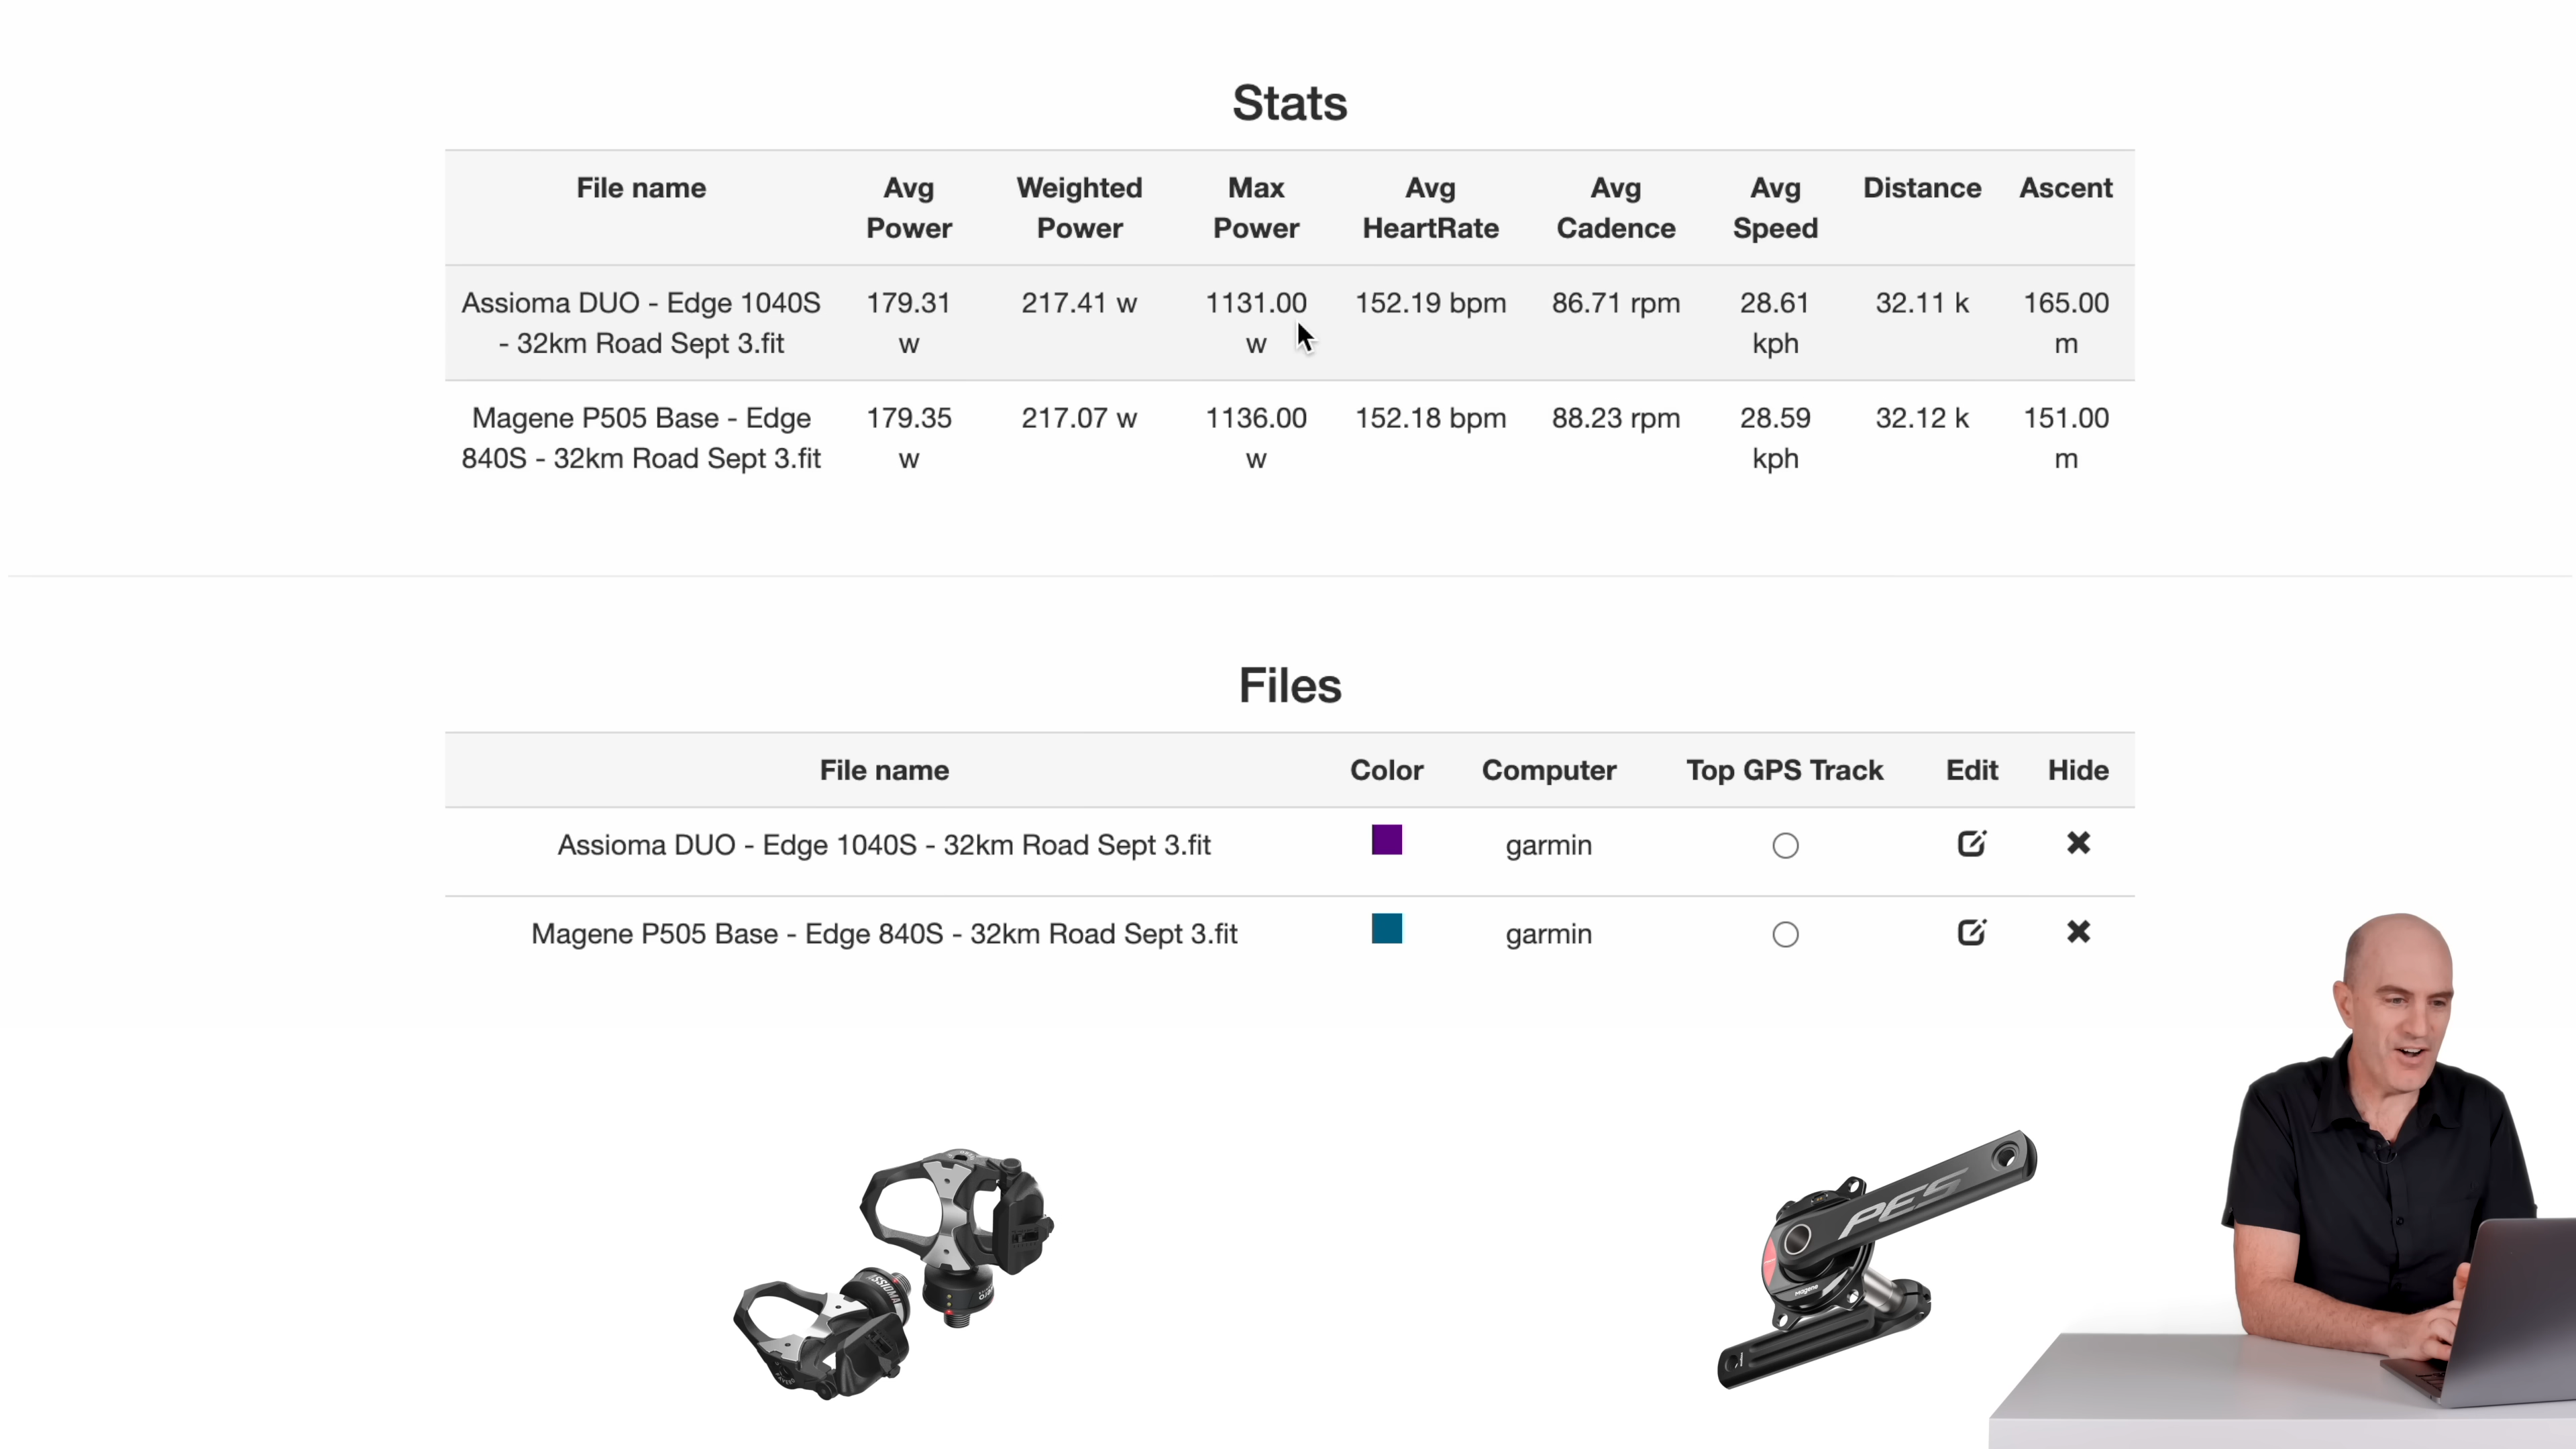 Stats
File name Avg Power Weighted Power Max Power Avg HeartRate Avg Cadence Avg Speed Distance Ascent
Assioma DUO - Edge 1040S - 32km Road Sept 3.fit 179.31 w 217.41 w 1131.00 w 152.19 bpm 86.71 rpm 28.61 kph 32.11 k 165.00 m
Magene P505 Base - Edge 840S - 32km Road Sept 3.fit 179.35 w 217.07 w 1136.00 w 152.18 bpm 88.23 rpm 28.59 kph 32.12 k 151.00 m
Files
File name Color Computer Top GPS Track Edit Hide
Assioma DUO - Edge 1040S - 32km Road Sept 3.fit garmin
Magene P505 Base - Edge 840S - 32km Road Sept 3.fit garmin
ASSIOMA
PES
Magene